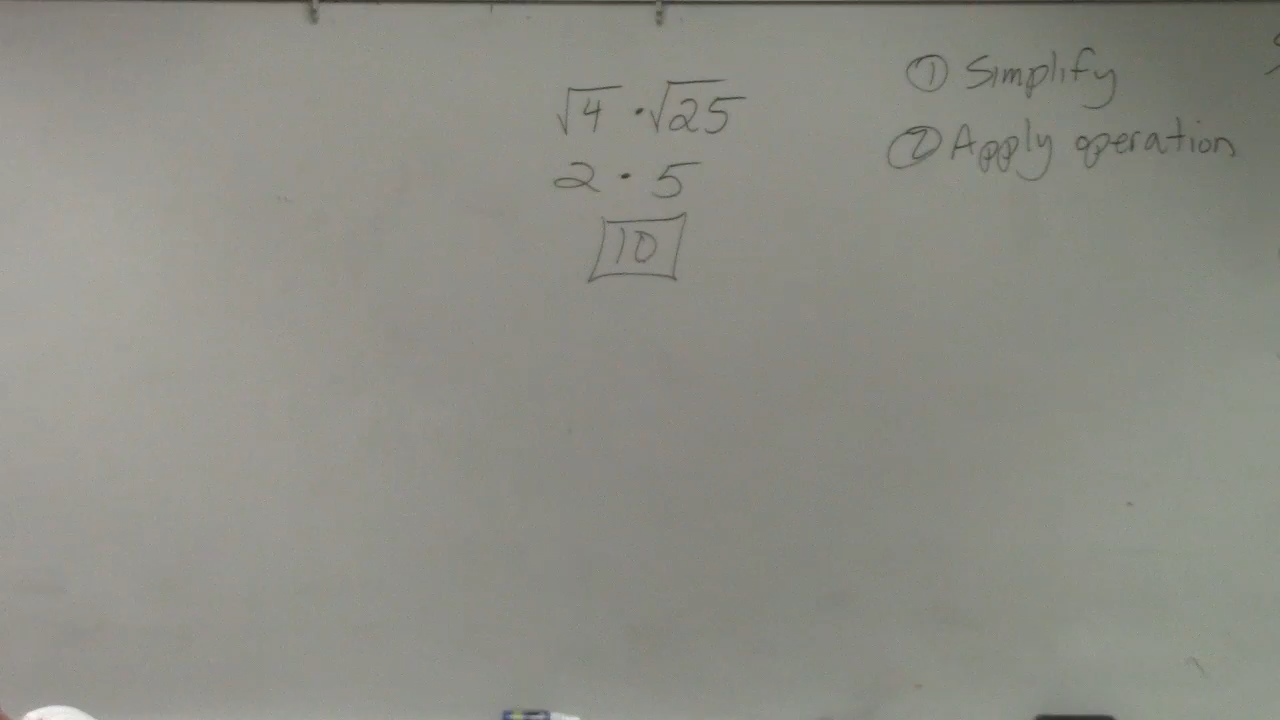 √4 · √25
2 · 5
10
① Simplify
② Apply operation